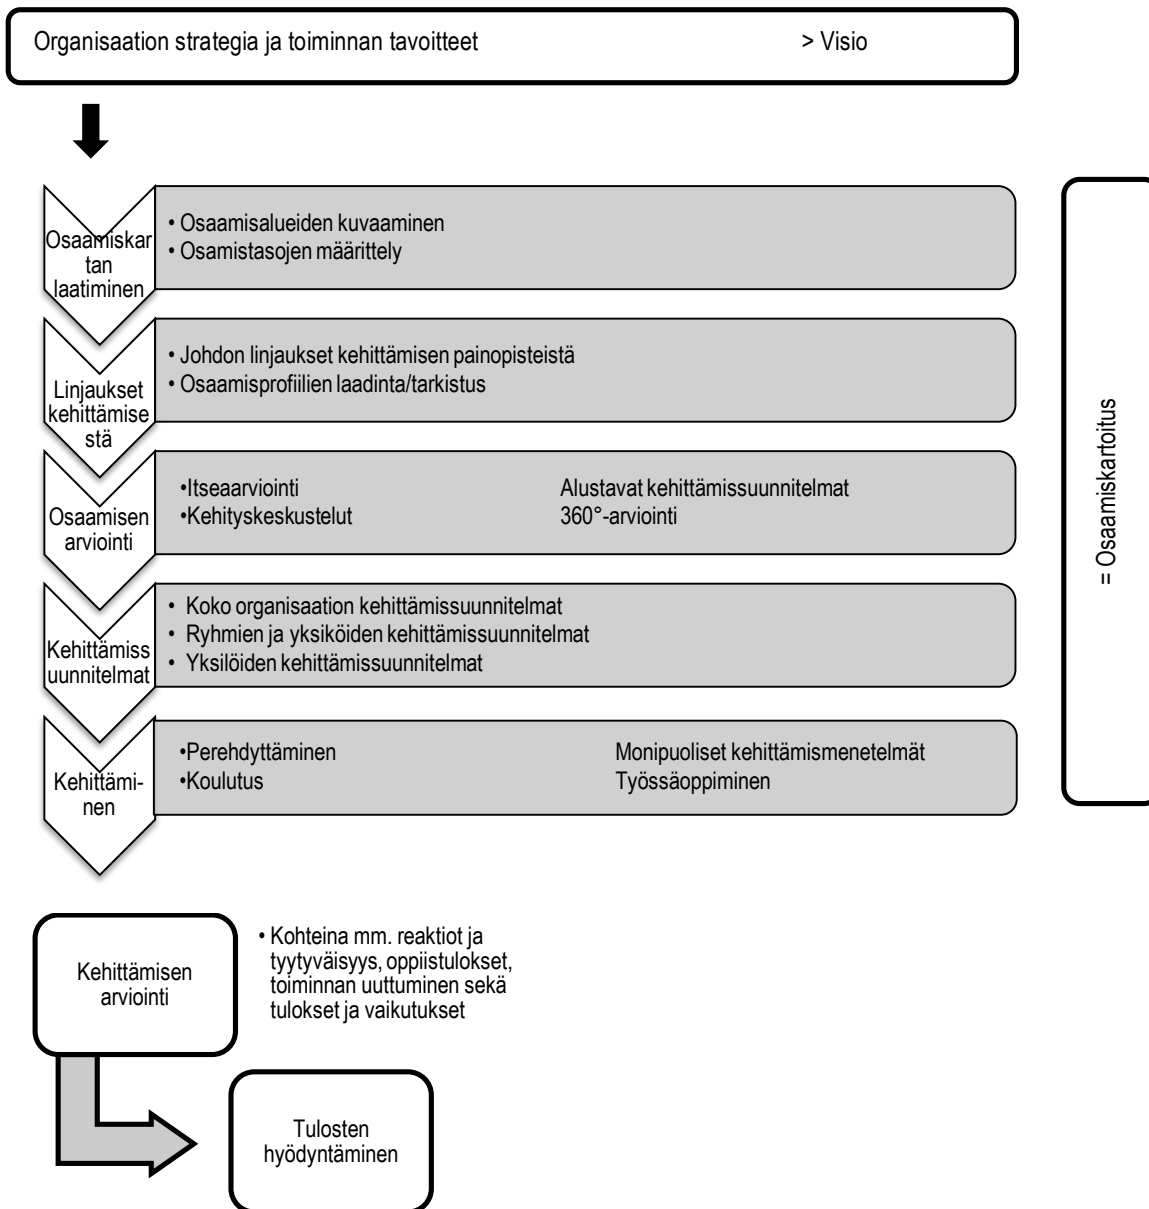 Organisaation strategia ja toiminnan tavoitteet > Visio
Osaamiskar
tan
laatiminen
• Osaamisalueiden kuvaaminen
• Osamistasojen määrittely
Linjaukset
kehittämise
stä
• Johdon linjaukset kehittämisen painopisteistä
• Osaamisprofiilien laadinta/tarkistus
Osaamisen
arviointi
•Itseaarviointi Alustavat kehittämissuunnitelmat
•Kehityskeskustelut 360°-arviointi
Kehittämiss
uunnitelmat
• Koko organisaation kehittämissuunnitelmat
• Ryhmien ja yksiköiden kehittämissuunnitelmat
• Yksilöiden kehittämissuunnitelmat
Kehittämi-
nen
•Perehdyttäminen Monipuoliset kehittämismenetelmät
•Koulutus Työssäoppiminen
= Osaamiskartoitus
Kehittämisen
arviointi
• Kohteina mm. reaktiot ja
tyytyväisyys, oppiistulokset,
toiminnan uuttuminen sekä
tulokset ja vaikutukset
Tulosten
hyödyntäminen